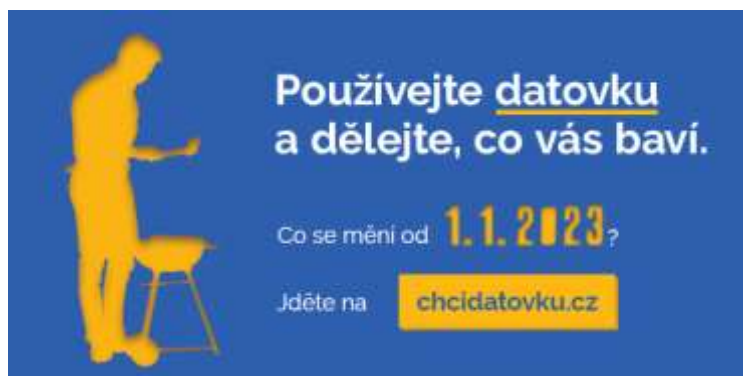 Používejte datovku
a dělejte, co vás baví.
Co se mění od 1. 1. 2023?
Jděte na chcidatovku.cz